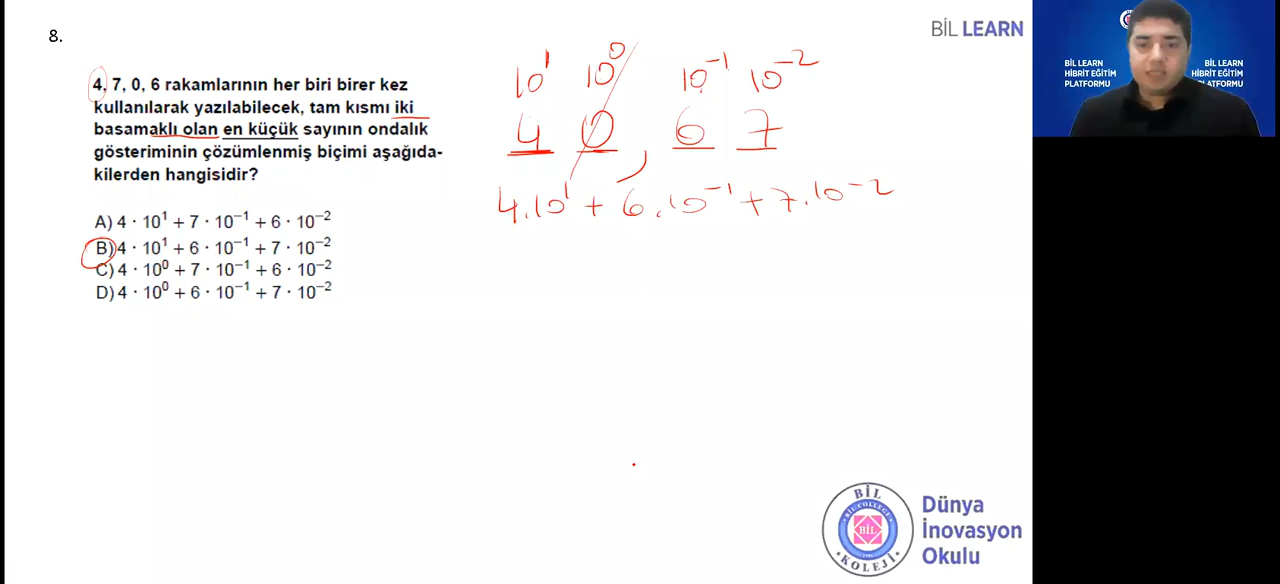 8.
4, 7, 0, 6 rakamlarının her biri birer kez
kullanılarak yazılabilecek, tam kısmı iki
basamaklı olan en küçük sayının ondalık
gösteriminin çözümlenmiş biçimi aşağıda-
kilerden hangisidir?
A) 4 · 10¹ + 7 · 10⁻¹ + 6 · 10⁻²
B) 4 · 10¹ + 6 · 10⁻¹ + 7 · 10⁻²
C) 4 · 10⁰ + 7 · 10⁻¹ + 6 · 10⁻²
D) 4 · 10⁰ + 6 · 10⁻¹ + 7 · 10⁻²
10¹ 10⁰ 10⁻¹ 10⁻²
4 0 , 6 7
4.10¹ + 6.10⁻¹ + 7.10⁻²
BİL LEARN
BİL LEARN
HİBRİT EĞİTİM
PLATFORMU
BİL LEARN
HİBRİT EĞİTİM
PLATFORMU
BİL
BİL COLLEGE
BİL
KOLEJİ
Dünya
İnovasyon
Okulu